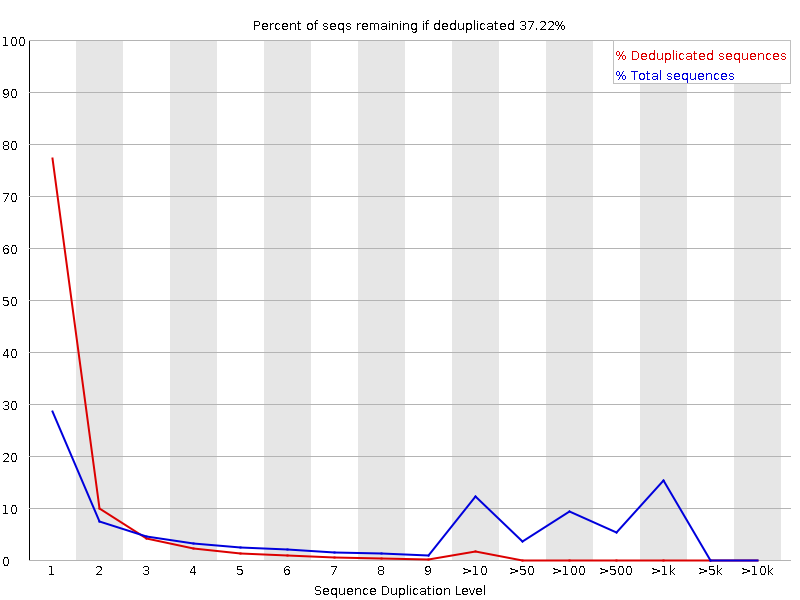 Percent of seqs remaining if deduplicated 37.22%
% Deduplicated sequences
% Total sequences
100
90
80
70
60
50
40
30
20
10
0
1 2 3 4 5 6 7 8 9 >10 >50 >100 >500 >1k >5k >10k
Sequence Duplication Level